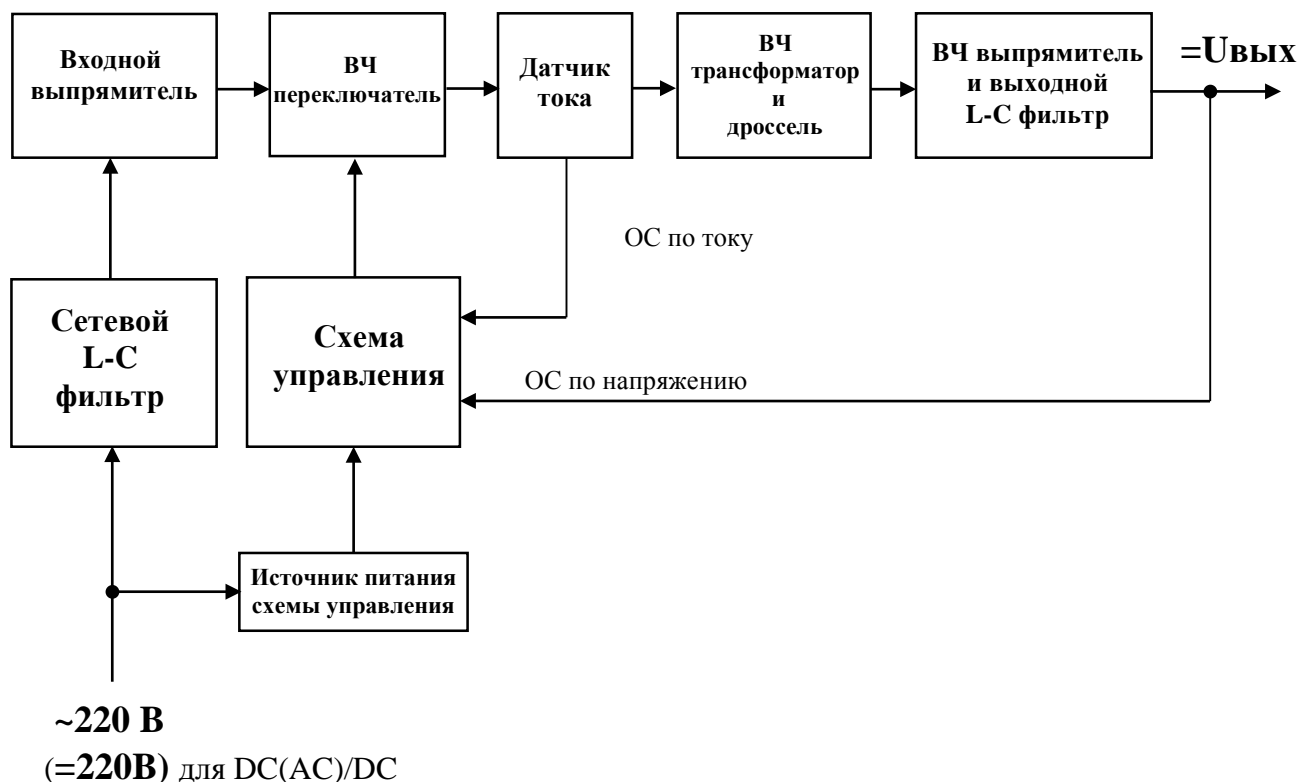 Входной
выпрямитель
ВЧ
переключатель
Датчик
тока
ВЧ
трансформатор
и
дроссель
ВЧ выпрямитель
и выходной
L-C фильтр
=Uвых
ОС по току
Сетевой
L-C
фильтр
Схема
управления
ОС по напряжению
Источник питания
схемы управления
~220 В
(=220В) для DC(AC)/DC